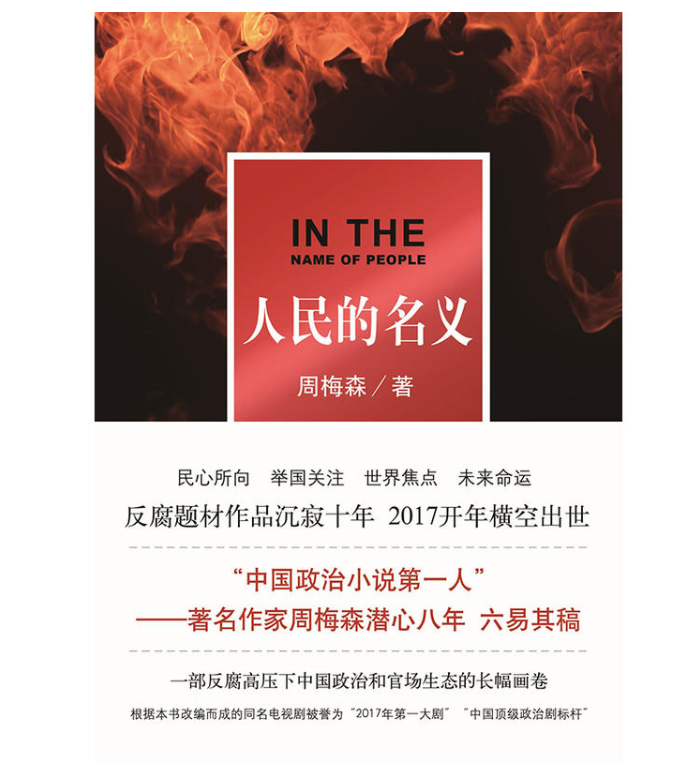 IN THE
NAME OF PEOPLE
人民的名义
周梅森／著
民心所向 举国关注 世界焦点 未来命运
反腐题材作品沉寂十年 2017开年横空出世
“中国政治小说第一人”
——著名作家周梅森潜心八年 六易其稿
一部反腐高压下中国政治和官场生态的长幅画卷
根据本书改编而成的同名电视剧被誉为“2017年第一大剧”“中国顶级政治剧标杆”